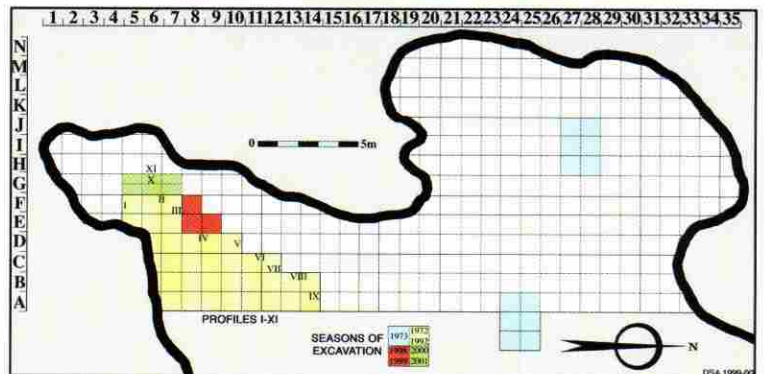 1 2 3 4 5 6 7 8 9 10 11 12 13 14 15 16 17 18 19 20 21 22 23 24 25 26 27 28 29 30 31 32 33 34 35
N
M
L
K
J
I
H
G
F
E
D
C
B
A
0 5m
XI
X
I II III
IV V
VI
VII VIII
IX
PROFILES I-XI
SEASONS OF
EXCAVATION
1973 1972
1992
1998 2000
1999 2001
N